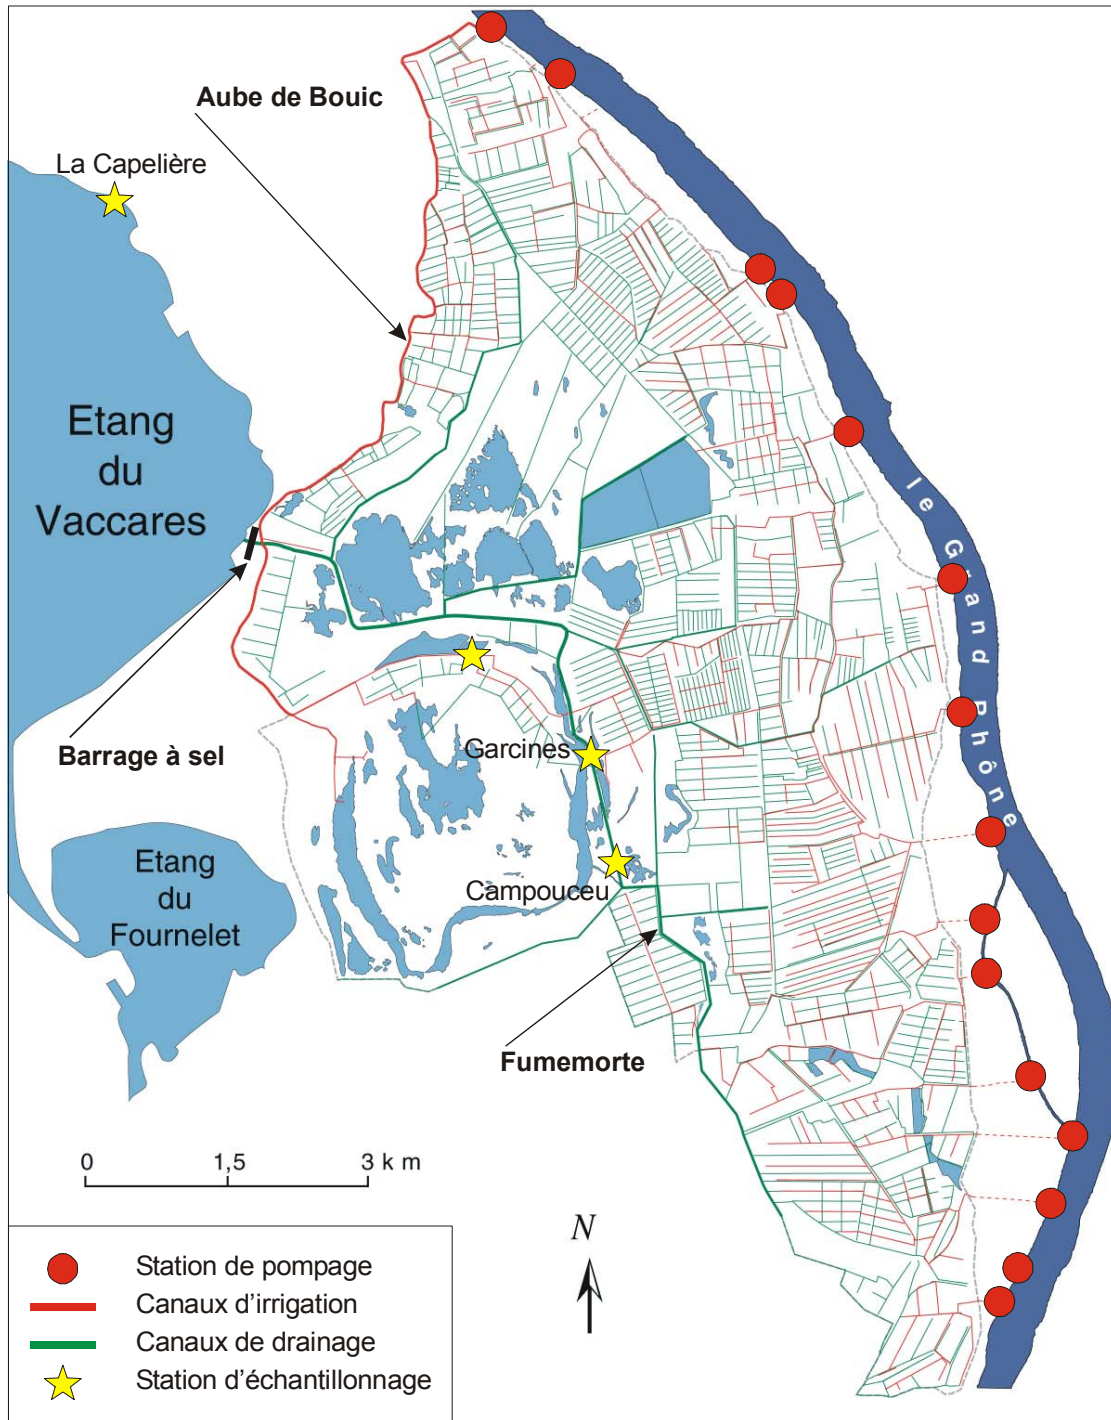 Aube de Bouic
La Capelière
Etang
du
Vaccares
le Grand Rhône
Barrage à sel
Garcines
Campouceu
Etang
du
Fournelet
Fumemorte
0 1,5 3 k m
N
Station de pompage
Canaux d'irrigation
Canaux de drainage
Station d'échantillonnage